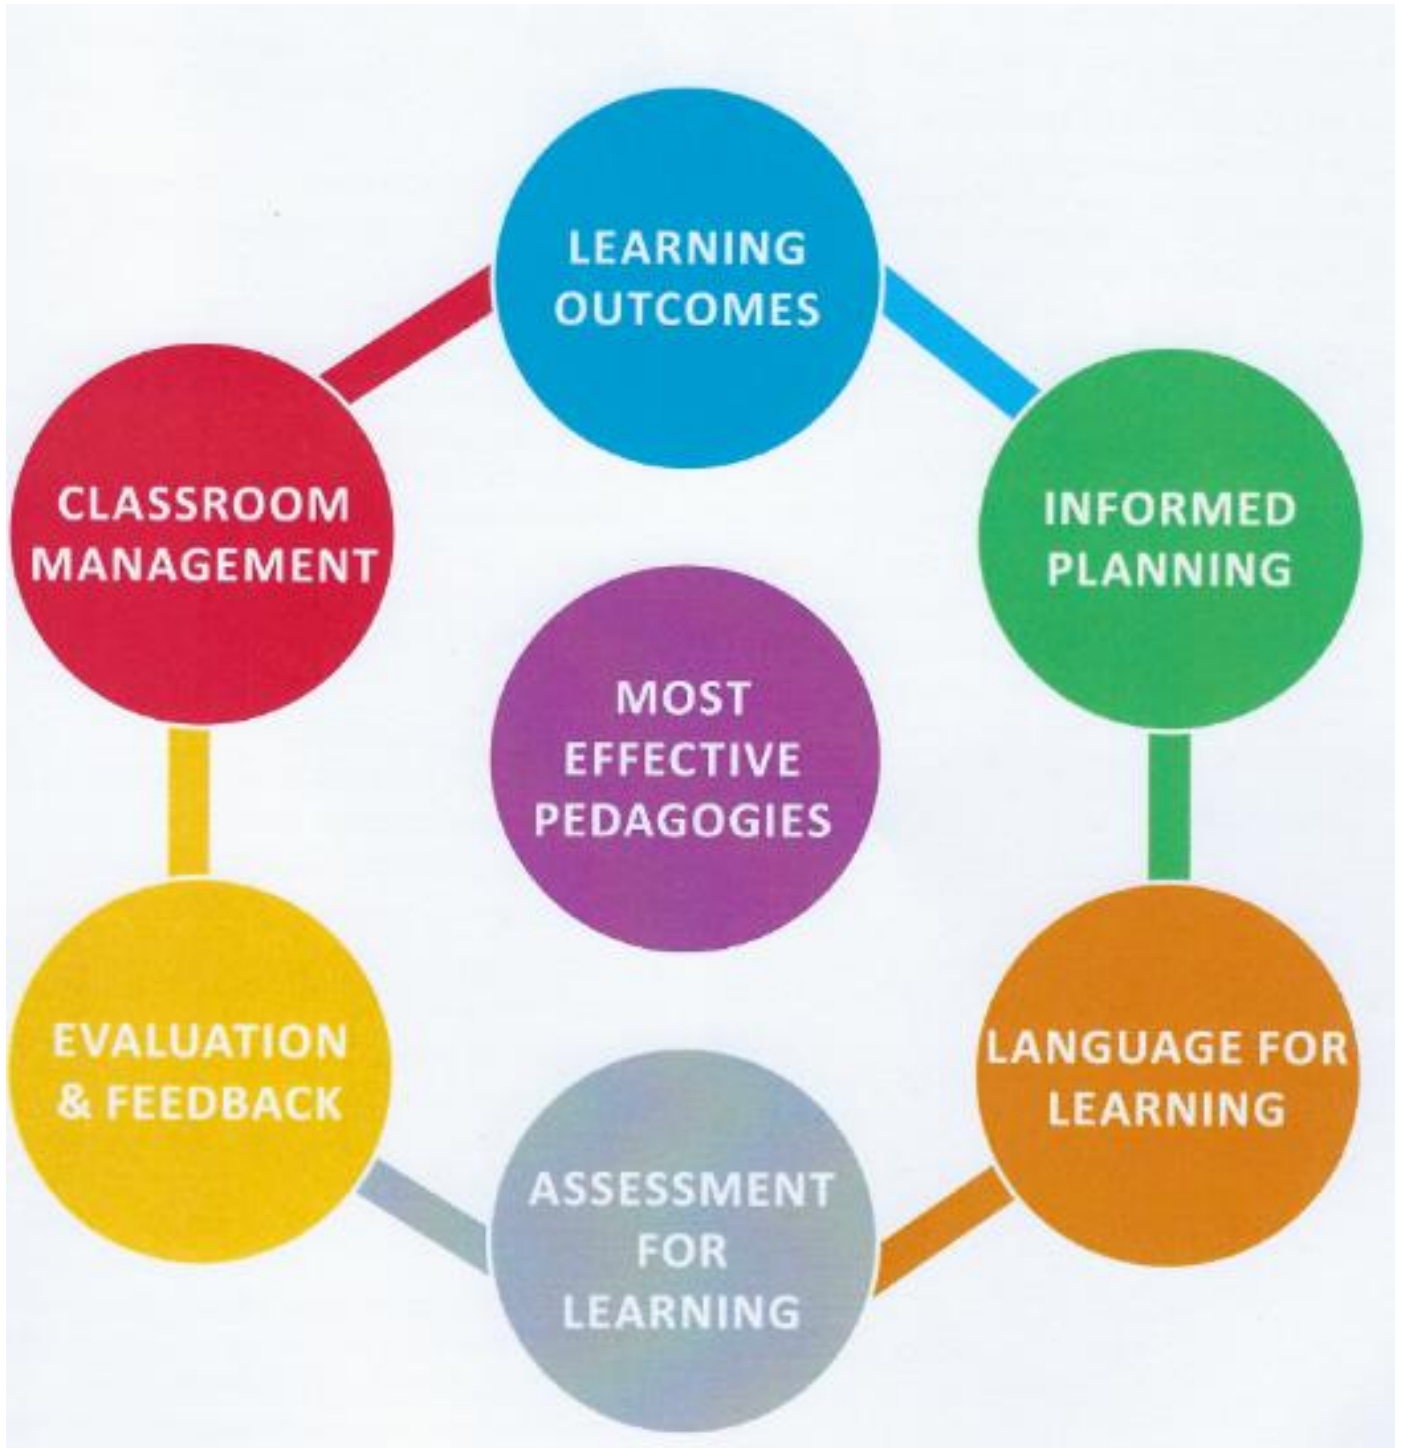 LEARNING
OUTCOMES
CLASSROOM
MANAGEMENT
INFORMED
PLANNING
MOST
EFFECTIVE
PEDAGOGIES
EVALUATION
& FEEDBACK
LANGUAGE FOR
LEARNING
ASSESSMENT
FOR
LEARNING